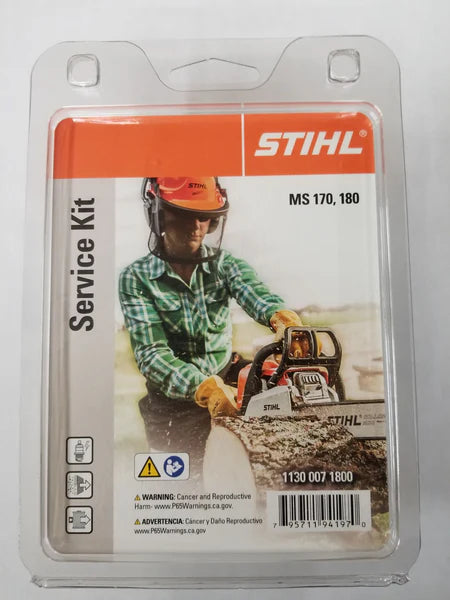 STIHL®
MS 170, 180
Service Kit
STIHL
STIHL
STIHL
1130 007 1800
WARNING: Cancer and Reproductive
Harm- www.P65Warnings.ca.gov.
ADVERTENCIA: Cáncer y Daño Reproductivo
www.P65Warnings.ca.gov.
7 95711 94197 0